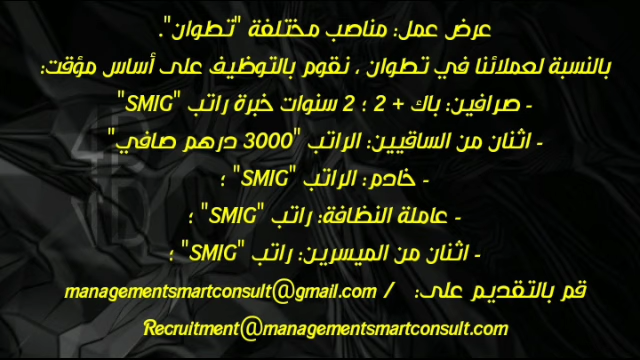 عرض عمل: مناصب مختلفة "تطوان".
بالنسبة لعملائنا في تطوان ، نقوم بالتوظيف على أساس مؤقت:
- صرافين: باك + 2 ؛ 2 سنوات خبرة راتب "SMIG"
- اثنان من الساقيين: الراتب "3000 درهم صافي"
- خادم: الراتب "SMIG" ؛
- عاملة النظافة: راتب "SMIG" ؛
- اثنان من الميسرين: راتب "SMIG" ؛
قم بالتقديم على: / managementsmartconsult@gmail.com
Recruitment@managementsmartconsult.com